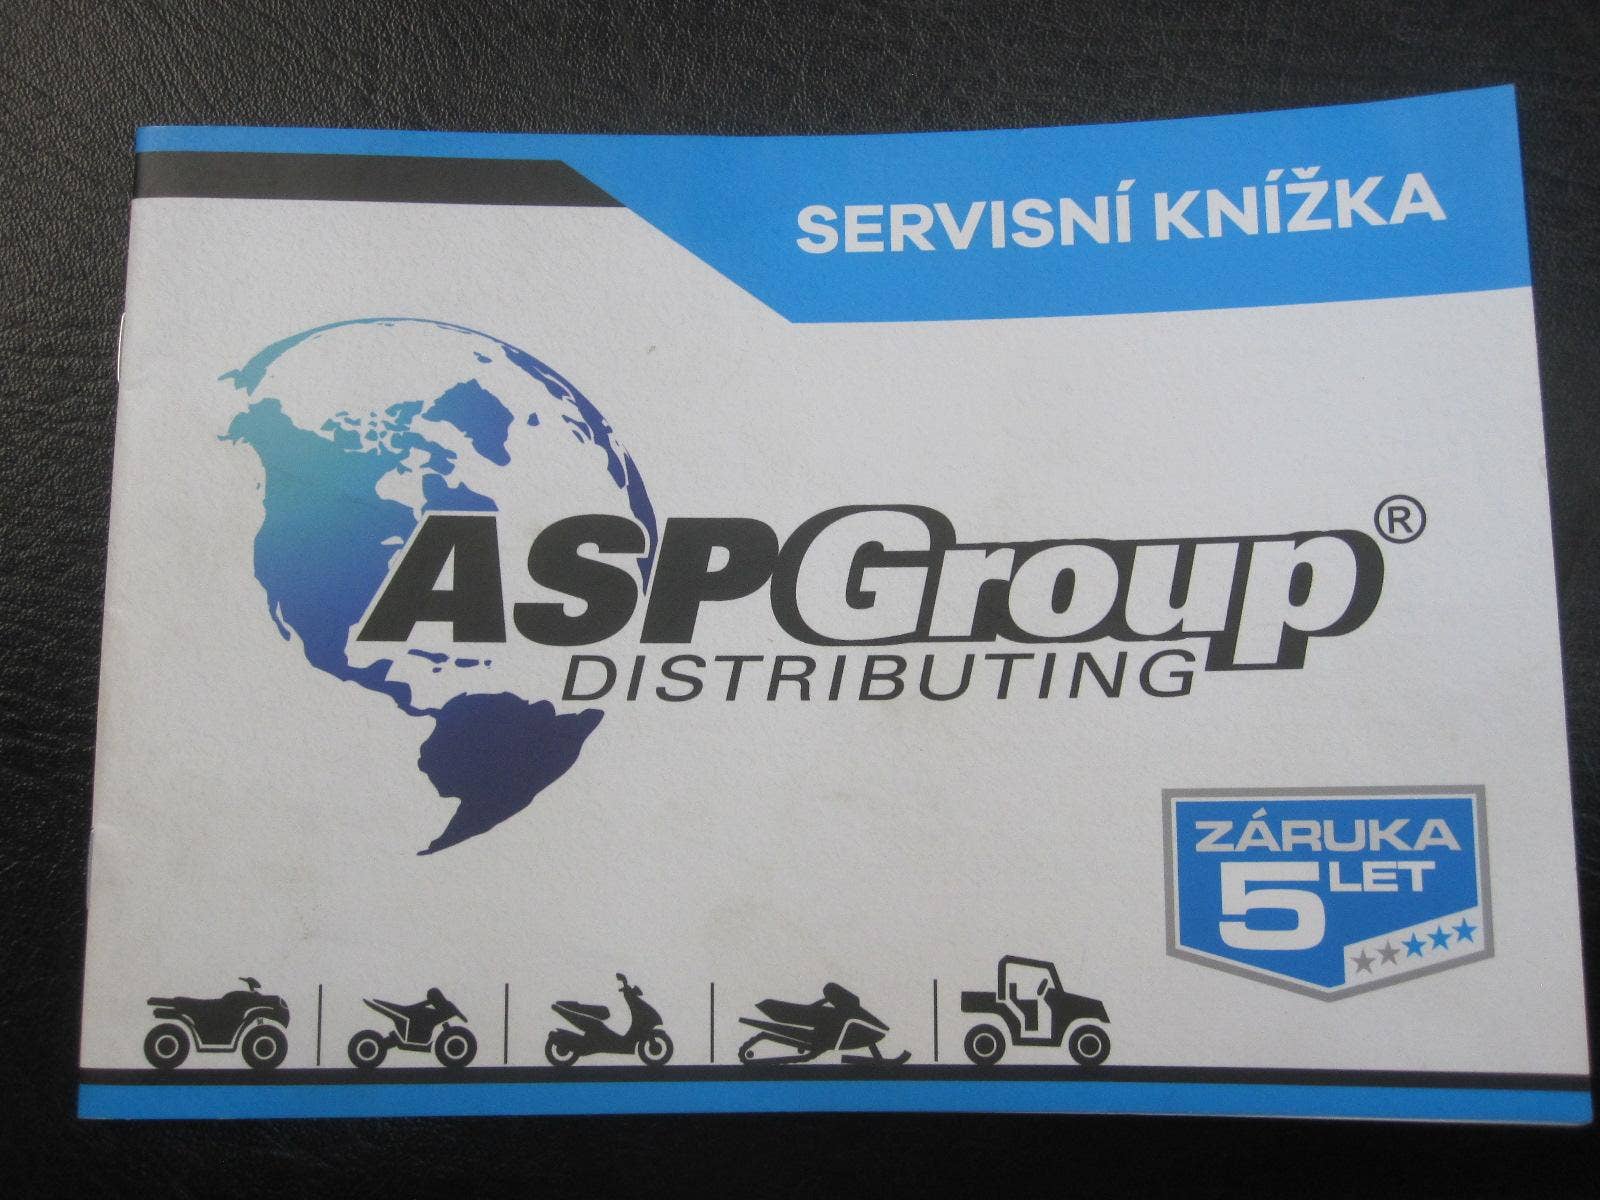 SERVISNÍ KNÍŽKA
ASPGroup®
DISTRIBUTING
ZÁRUKA
5 LET